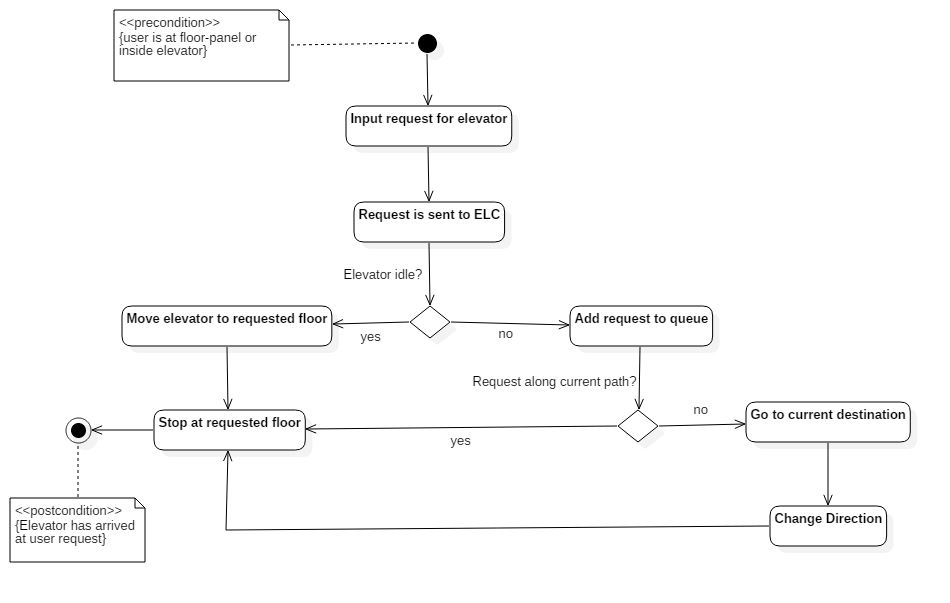 <<precondition>>
{user is at floor-panel or
inside elevator}
Input request for elevator
Request is sent to ELC
Elevator idle?
Move elevator to requested floor
yes
no
Add request to queue
Request along current path?
Stop at requested floor
yes
no
Go to current destination
<<postcondition>>
{Elevator has arrived
at user request}
Change Direction